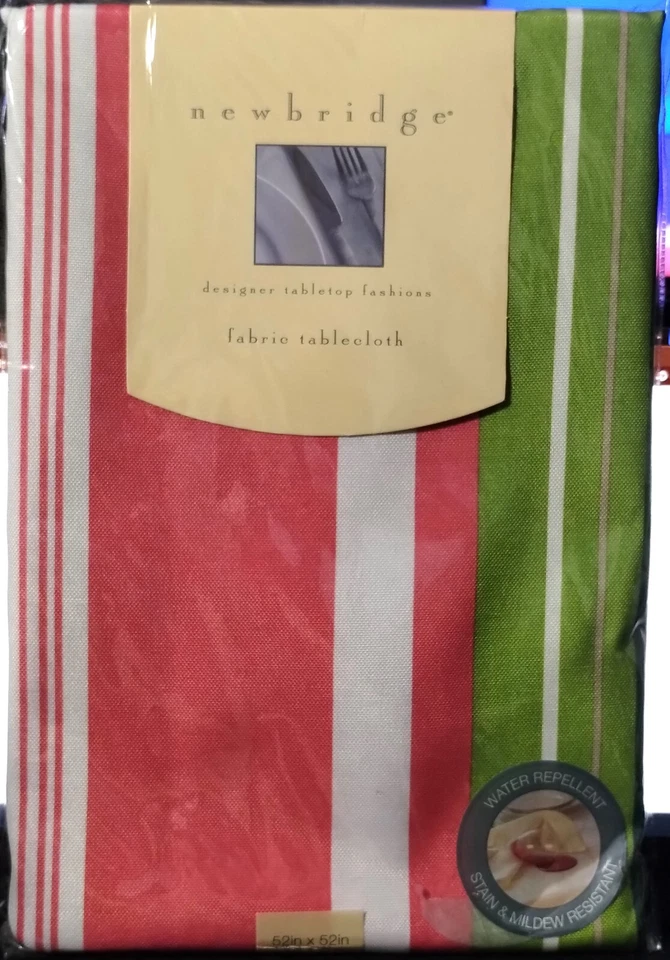 newbridge®
designer tabletop fashions
fabric tablecloth
WATER REPELLENT
STAIN & MILDEW RESISTANT
52in x 52in